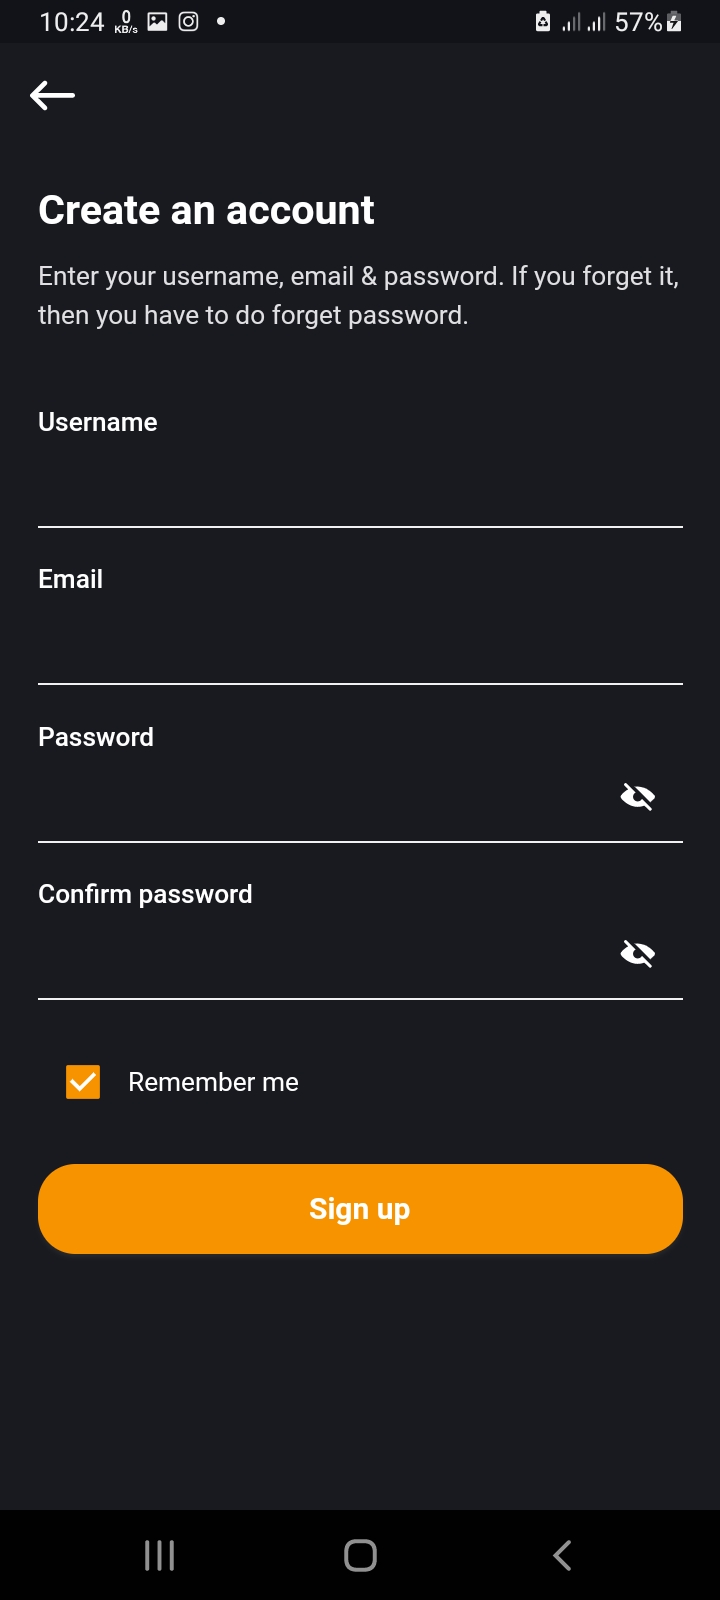 10:24 0 KB/s 57%
Create an account
Enter your username, email & password. If you forget it,
then you have to do forget password.
Username
Email
Password
Confirm password
Remember me
Sign up